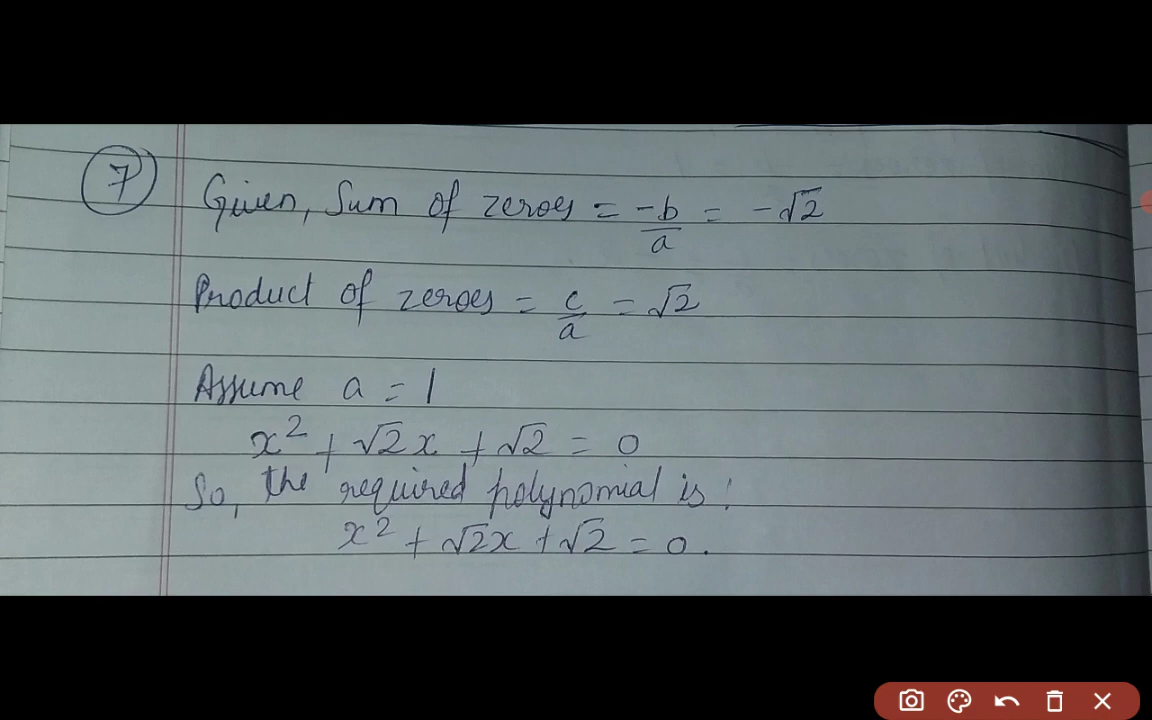 7 Given, Sum of zeroes = -b/a = -√2
Product of zeroes = c/a = √2
Assume a = 1
x² + √2x + √2 = 0
So, the required polynomial is:
x² + √2x + √2 = 0.